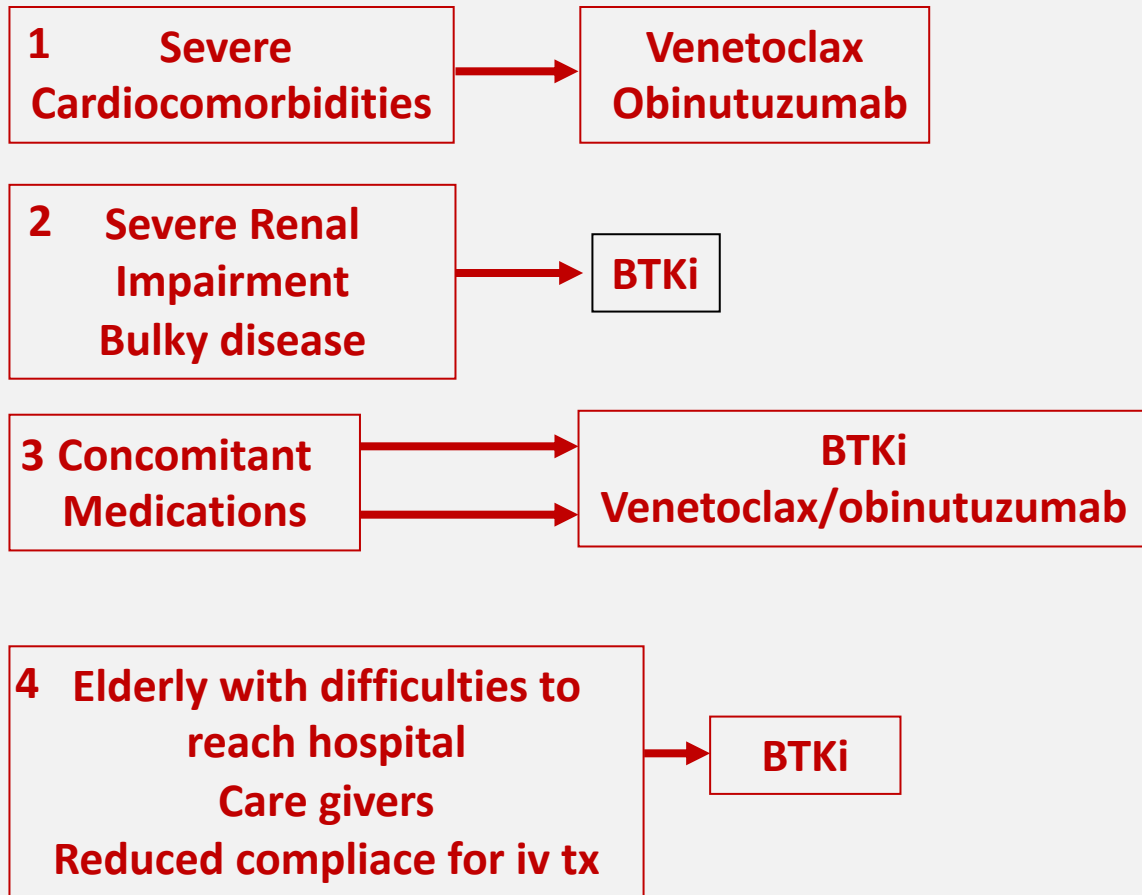 1 Severe
Cardiocomorbidities
Venetoclax
Obinutuzumab
2 Severe Renal
Impairment
Bulky disease
BTKi
3 Concomitant
Medications
BTKi
Venetoclax/obinutuzumab
4 Elderly with difficulties to
reach hospital
Care givers
Reduced compliace for iv tx
BTKi